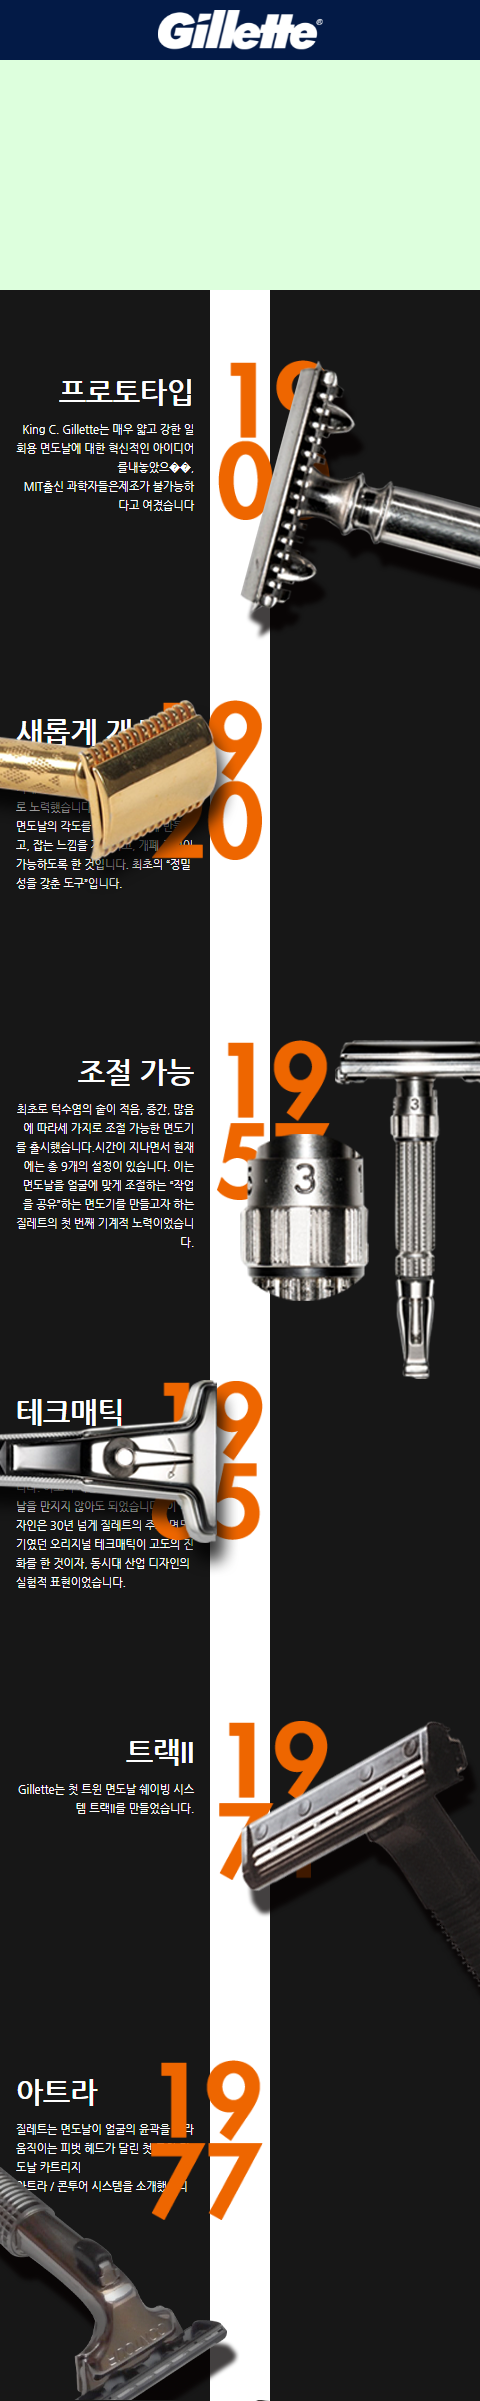 Gillette®
19
0
프로토타입
King C. Gillette는 매우 얇고 강한 일
회용 면도날에 대한 혁신적인 아이디어
를내놓았으��,
MIT출신 과학자들은제조가 불가능하
다고 여겼습니다
19
20
새롭게
로 노력했습니다
면도날의 각도를
고, 잡는 느낌을 개폐
가능하도록 한 것입니다. 최초의 “정밀
성을 갖춘 도구”입니다.
19
5
조절 가능
최초로 턱수염의 숱이 적음, 중간, 많음
에 따라세 가지로 조절 가능한 면도기
를 출시했습니다.시간이 지나면서 현재
에는 총 9개의 설정이 있습니다. 이는
면도날을 얼굴에 맞게 조절하는 “작업
을 공유”하는 면도기를 만들고자 하는
질레트의 첫 번째 기계적 노력이었습니
다.
3
3
19
65
테크매틱
날을 만지지 않아도 되었습니다. 이
자인은 30년 넘게 질레트의 주 면도
기였던 오리지널 테크매틱이 고도의 진
화를 한 것이자, 동시대 산업 디자인의
실험적 표현이었습니다.
19
7
트랙II
Gillette는 첫 트윈 면도날 쉐이빙 시스
템 트랙II를 만들었습니다.
19
77
아트라
질레트는 면도날이 얼굴의 윤곽을 따라
움직이는 피벗 헤드가 달린 첫
도날 카트리지
아트라 / 콘투어 시스템을 소개했습니다